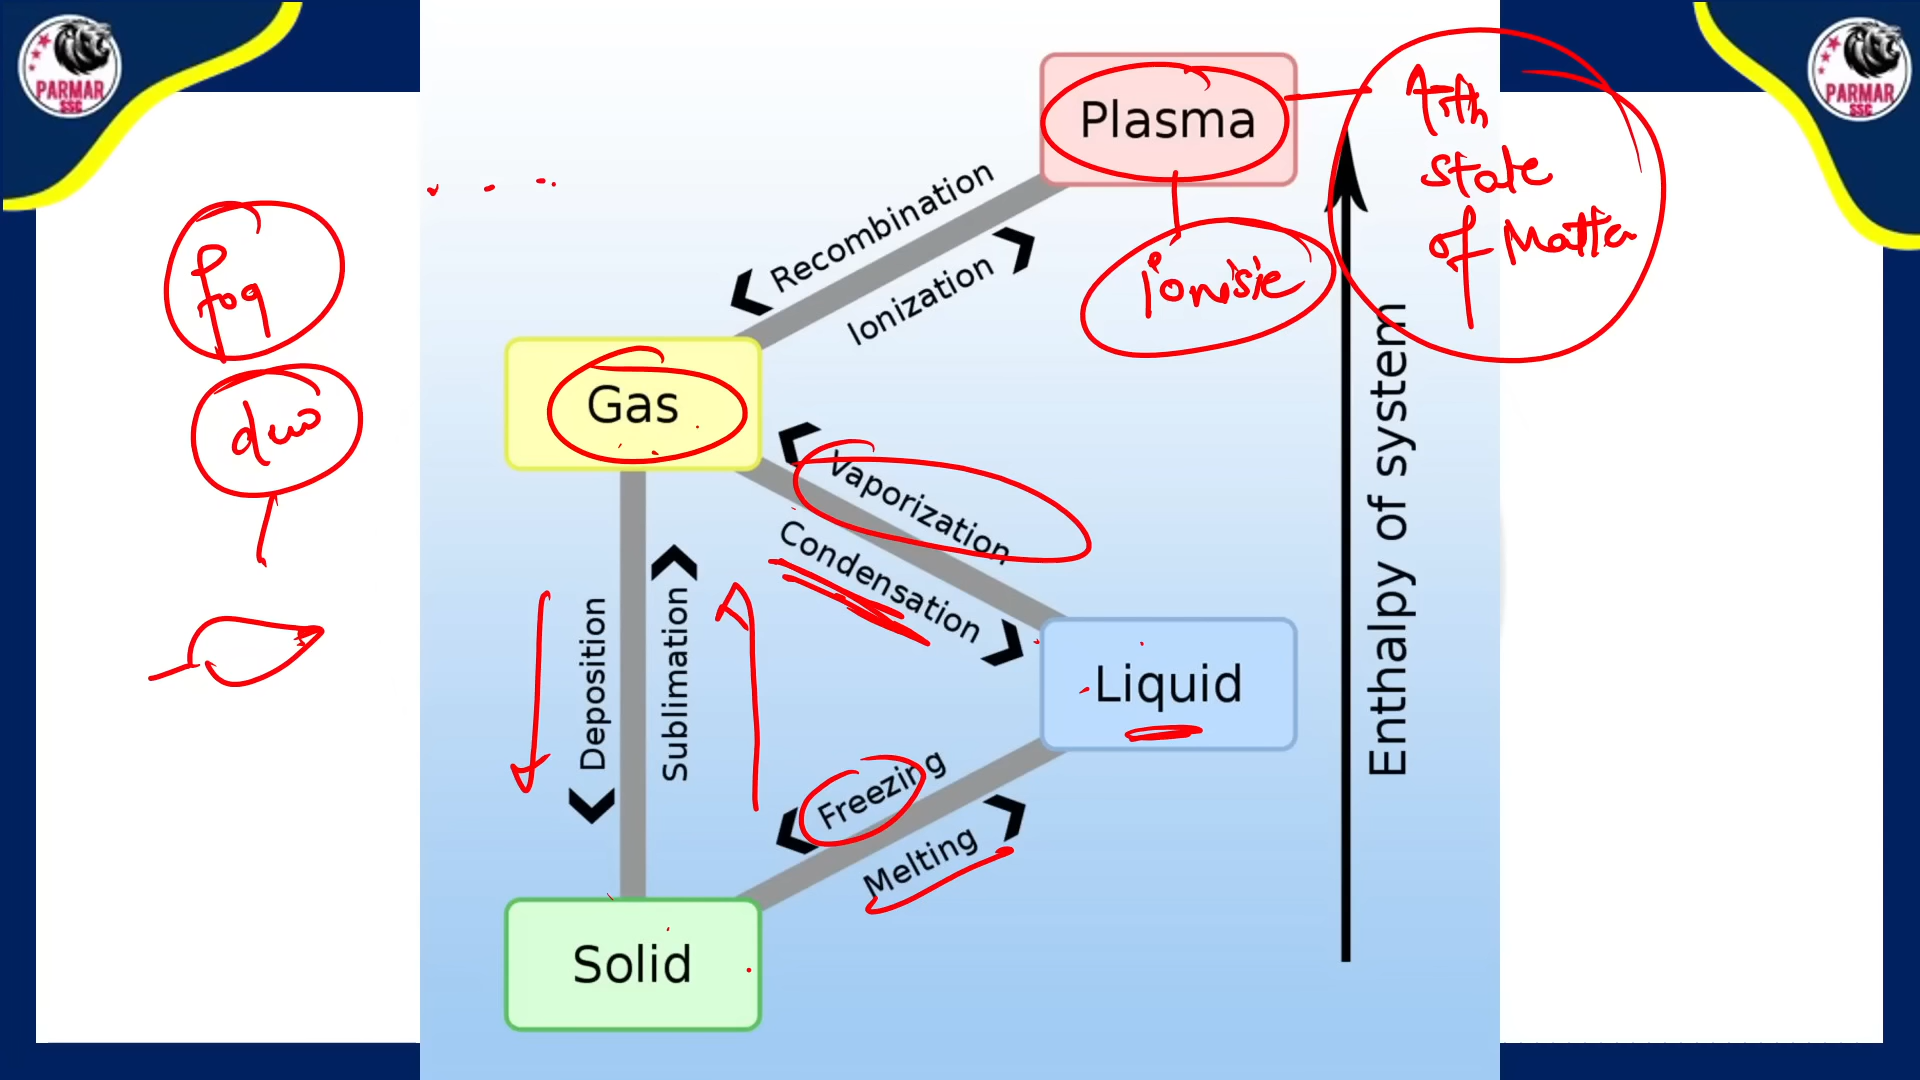 PARMAR
SSC
PARMAR
SSC
Plasma
4th
state
of Matter
Recombination
Ionization
ionisie
fog
Gas
dew
Vaporization
Condensation
Enthalpy of system
Deposition
Sublimation
Liquid
Freezing
Melting
Solid